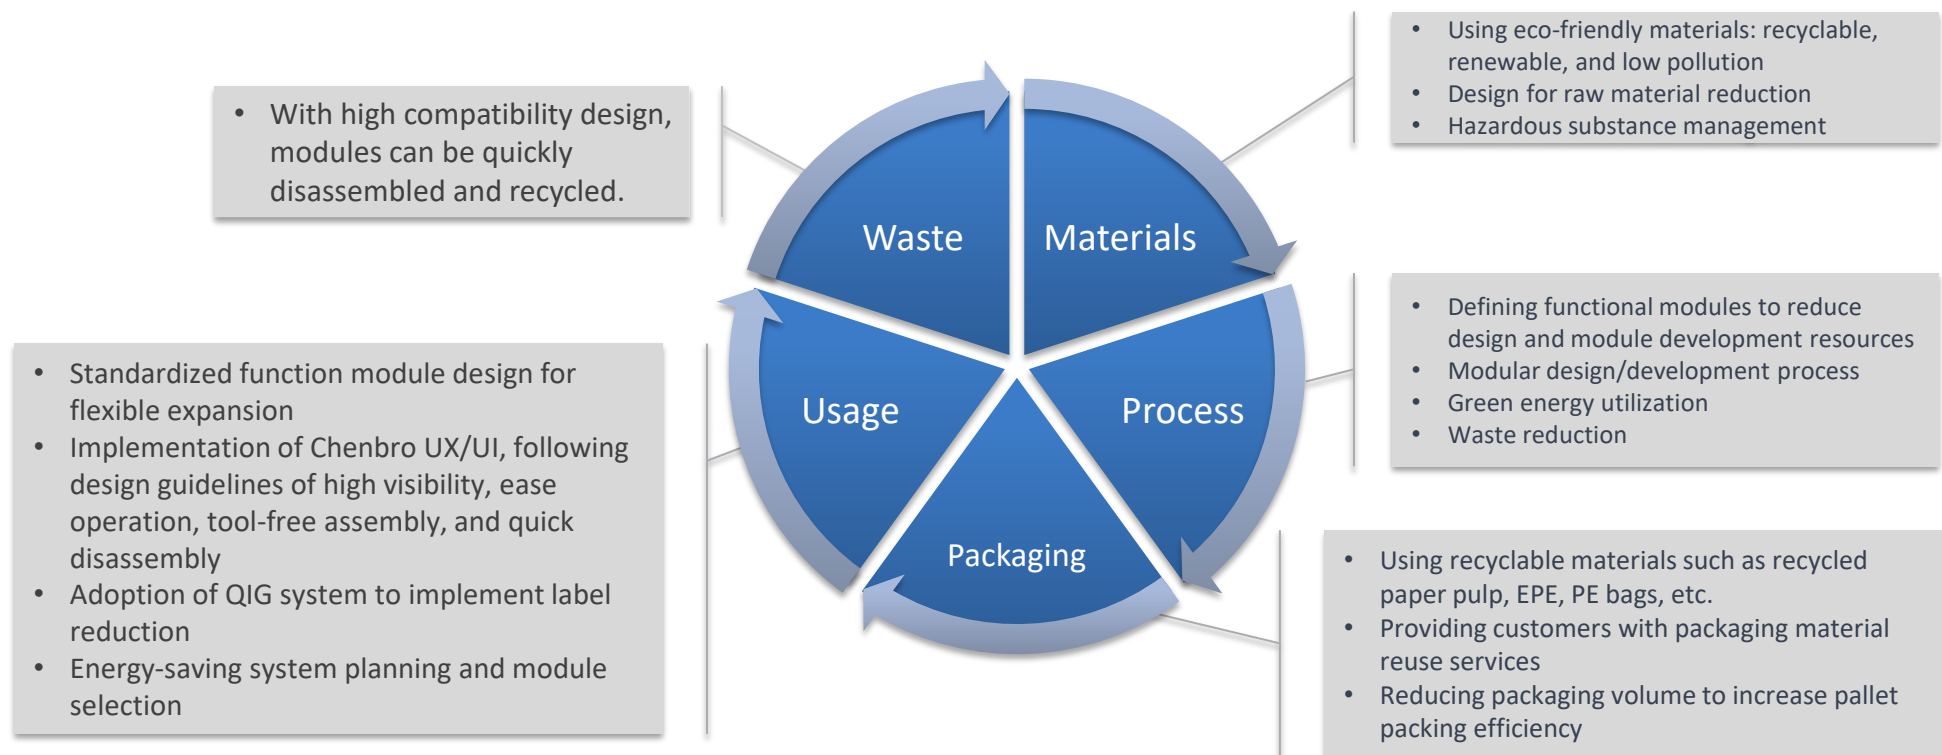 • Using eco-friendly materials: recyclable,
renewable, and low pollution
• Design for raw material reduction
• Hazardous substance management
• With high compatibility design,
modules can be quickly
disassembled and recycled.
Waste
Materials
• Defining functional modules to reduce
design and module development resources
• Modular design/development process
• Green energy utilization
• Waste reduction
• Standardized function module design for
flexible expansion
• Implementation of Chenbro UX/UI, following
design guidelines of high visibility, ease
operation, tool-free assembly, and quick
disassembly
• Adoption of QIG system to implement label
reduction
• Energy-saving system planning and module
selection
Usage
Process
Packaging
• Using recyclable materials such as recycled
paper pulp, EPE, PE bags, etc.
• Providing customers with packaging material
reuse services
• Reducing packaging volume to increase pallet
packing efficiency